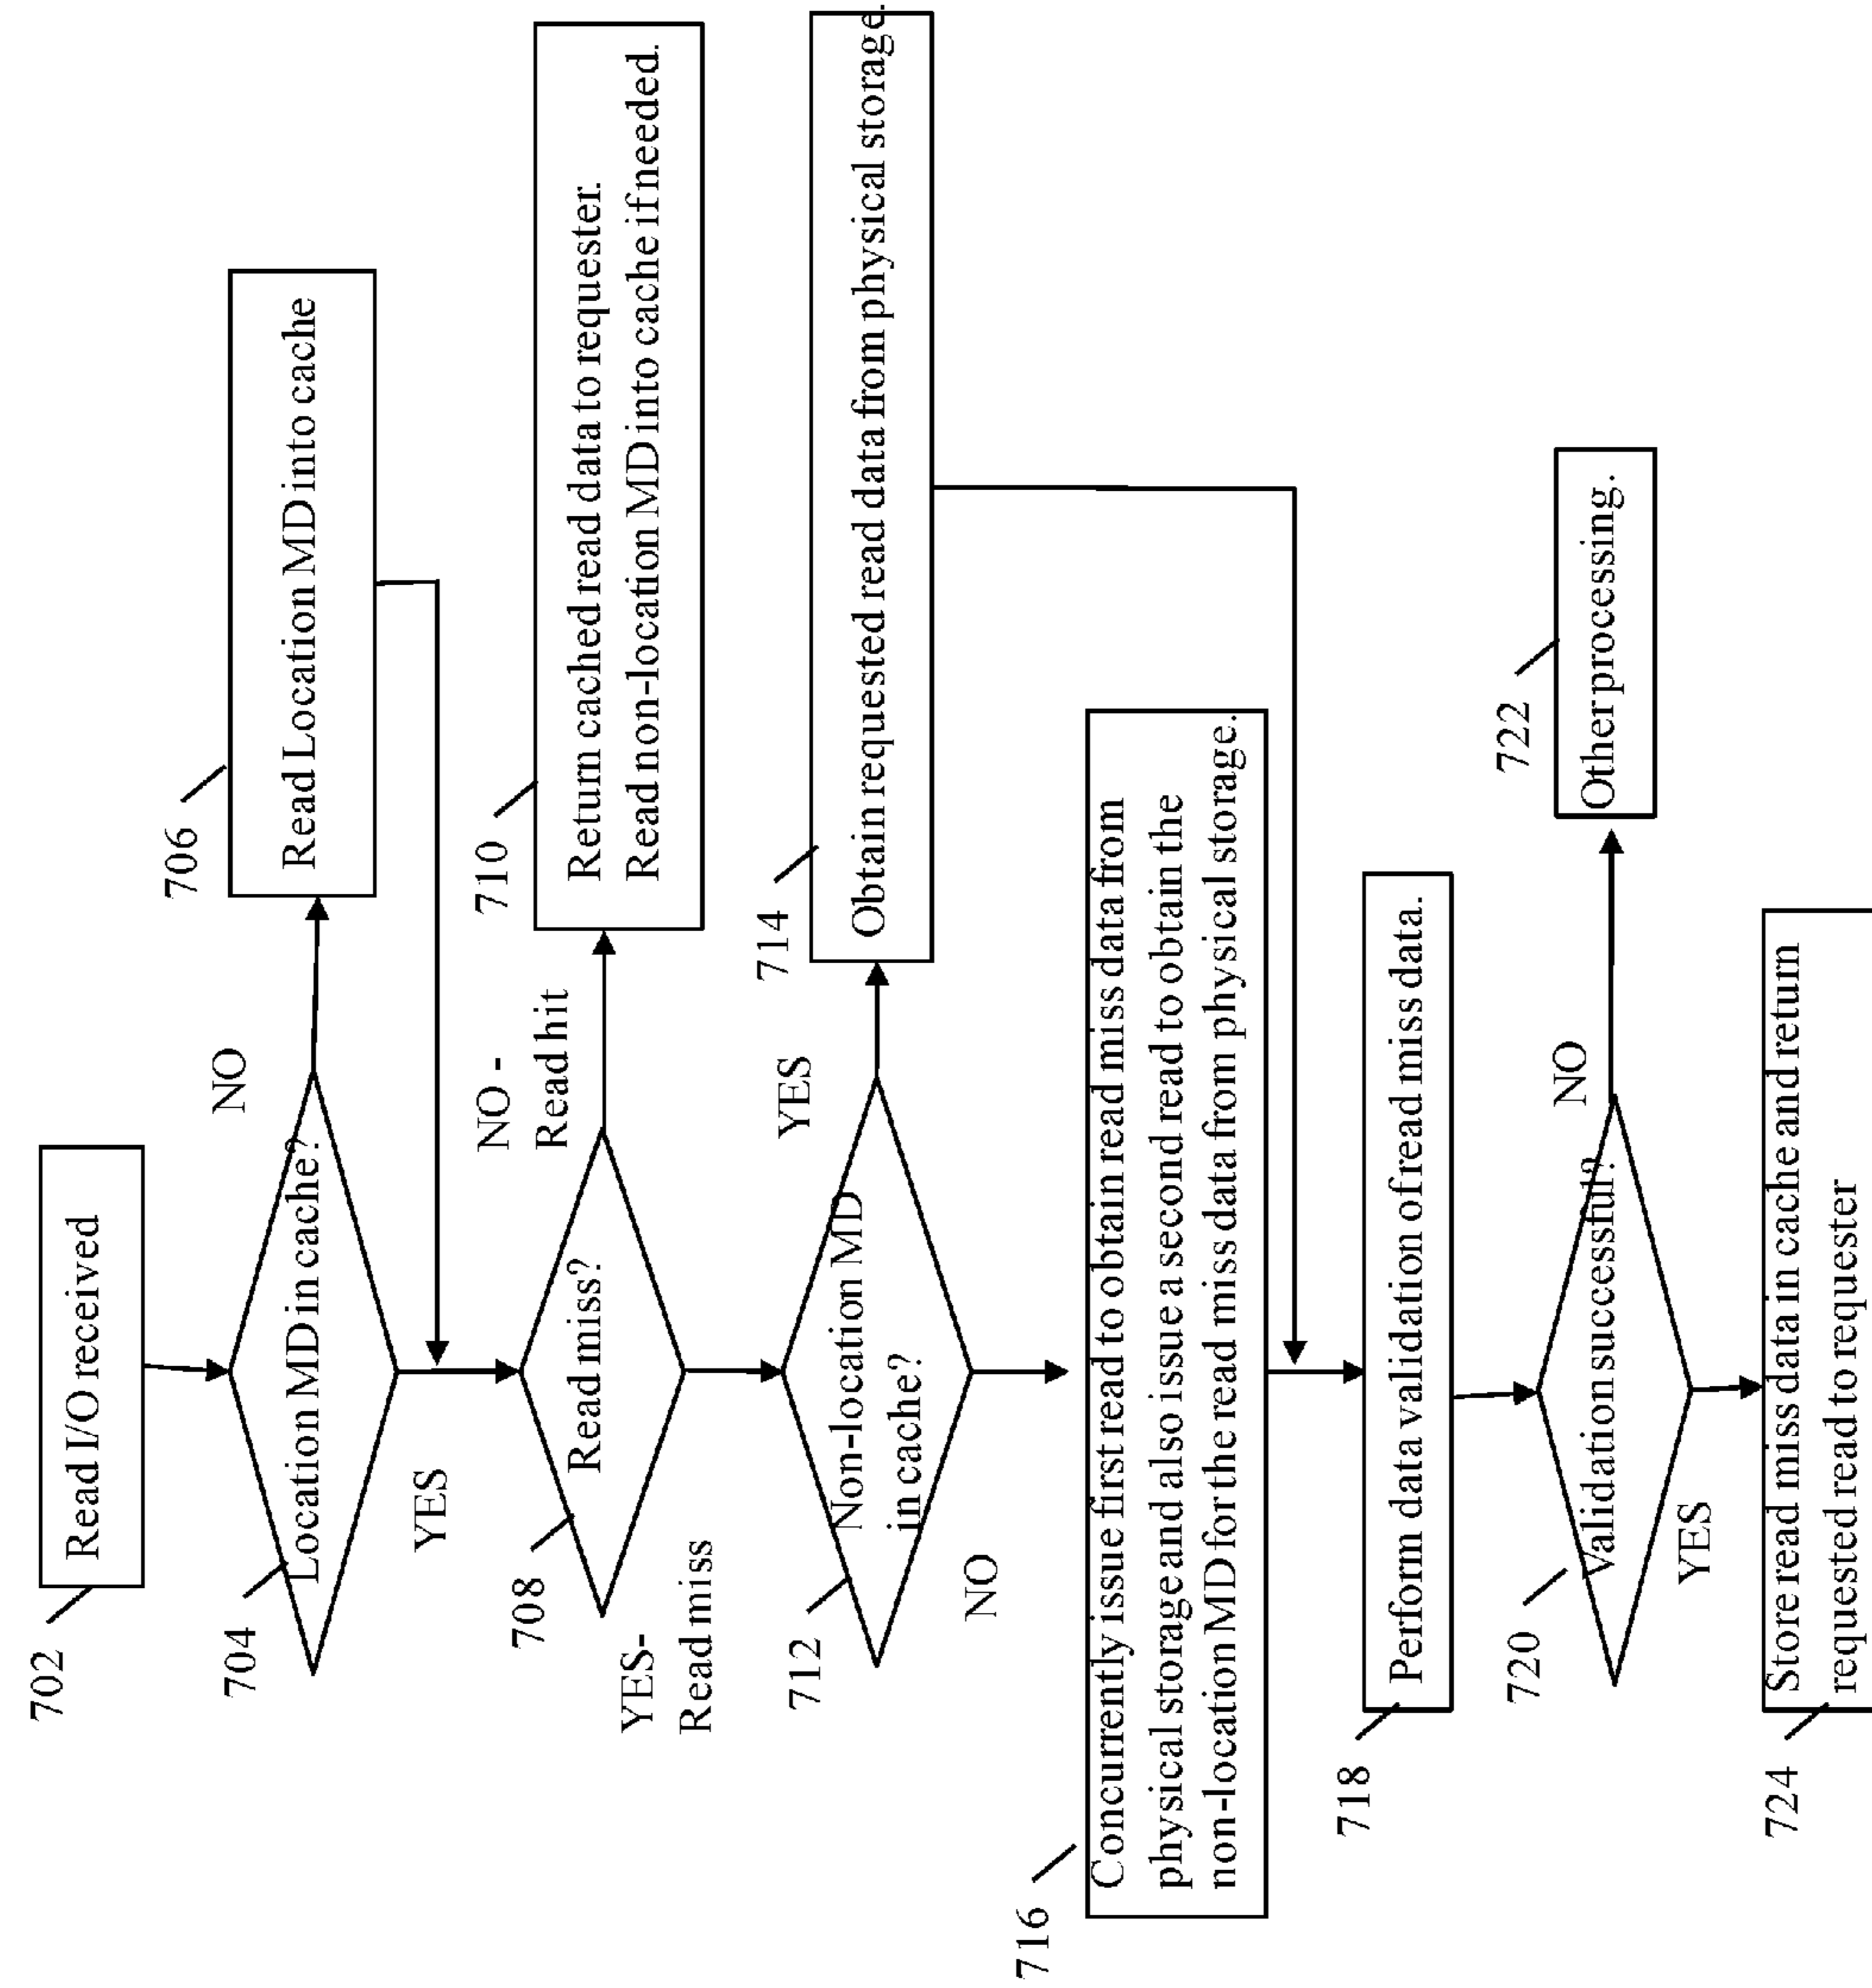 702
Read I/O received
704
Location MD in cache?
NO
706
Read Location MD into cache
YES
708
Read miss?
NO -
Read hit
710
Return cached read data to requester.
Read non-location MD into cache if needed.
YES-
Read miss
712
Non-location MD
in cache?
YES
714
Obtain requested read data from physical storage.
NO
716
Concurrently issue first read to obtain read miss data from
physical storage and also issue a second read to obtain the
non-location MD for the read miss data from physical storage.
718
Perform data validation of read miss data.
720
Validation successful?
NO
722
Other processing.
YES
724
Store read miss data in cache and return
requested read to requester